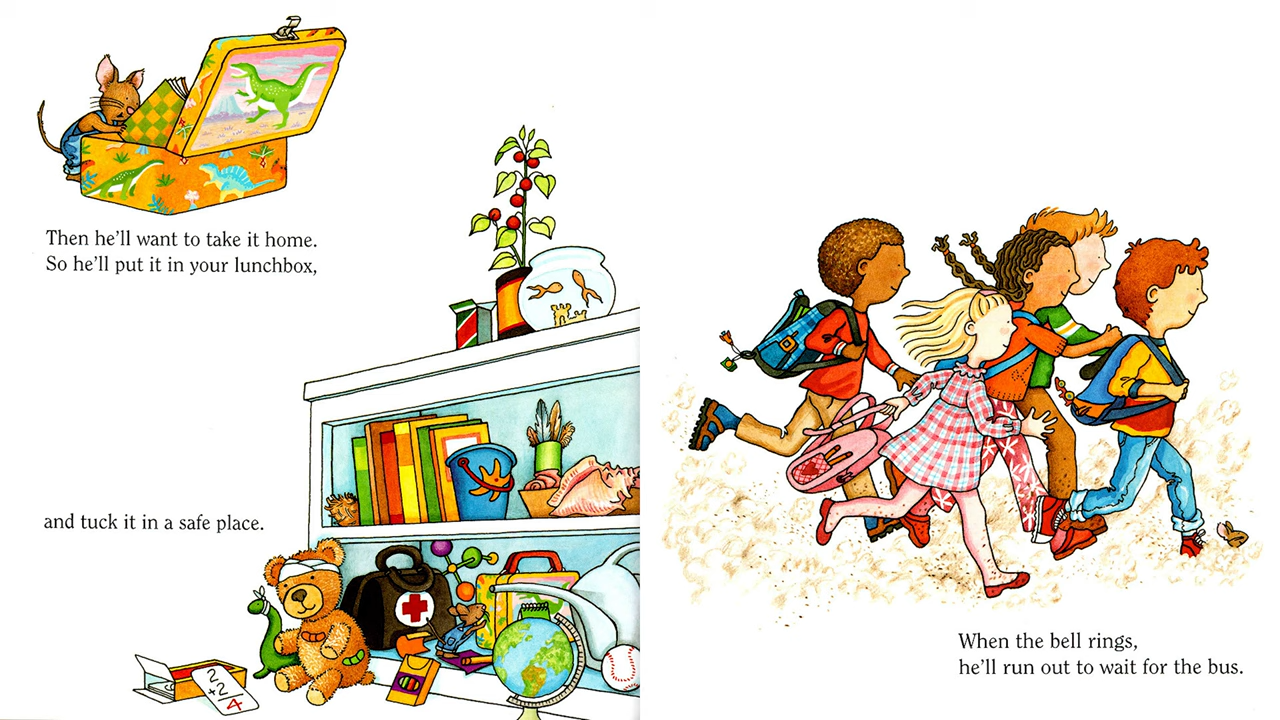 Then he'll want to take it home.
So he'll put it in your lunchbox,
and tuck it in a safe place.
2
+2
4
When the bell rings,
he'll run out to wait for the bus.